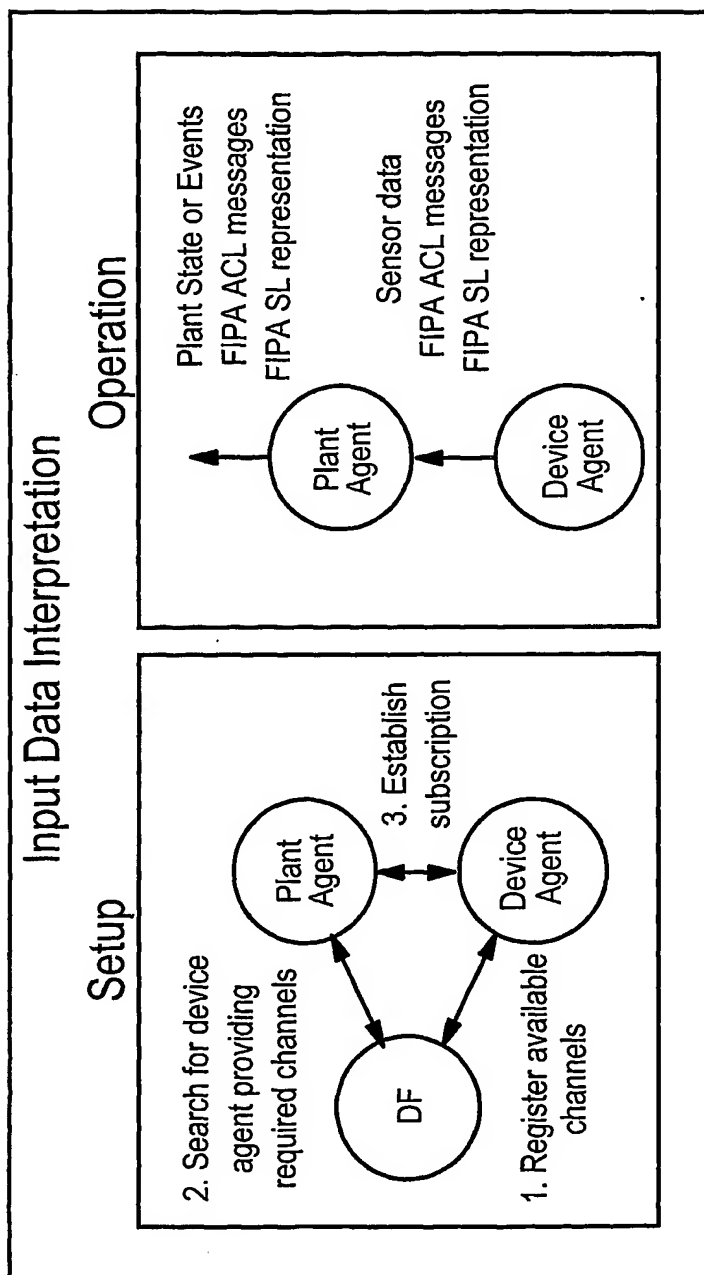 Input Data Interpretation
Setup
2. Search for device
agent providing
required channels
Plant
Agent
3. Establish
subscription
DF
Device
Agent
1. Register available
channels
Operation
Plant State or Events
FIPA ACL messages
FIPA SL representation
Plant
Agent
Sensor data
FIPA ACL messages
FIPA SL representation
Device
Agent